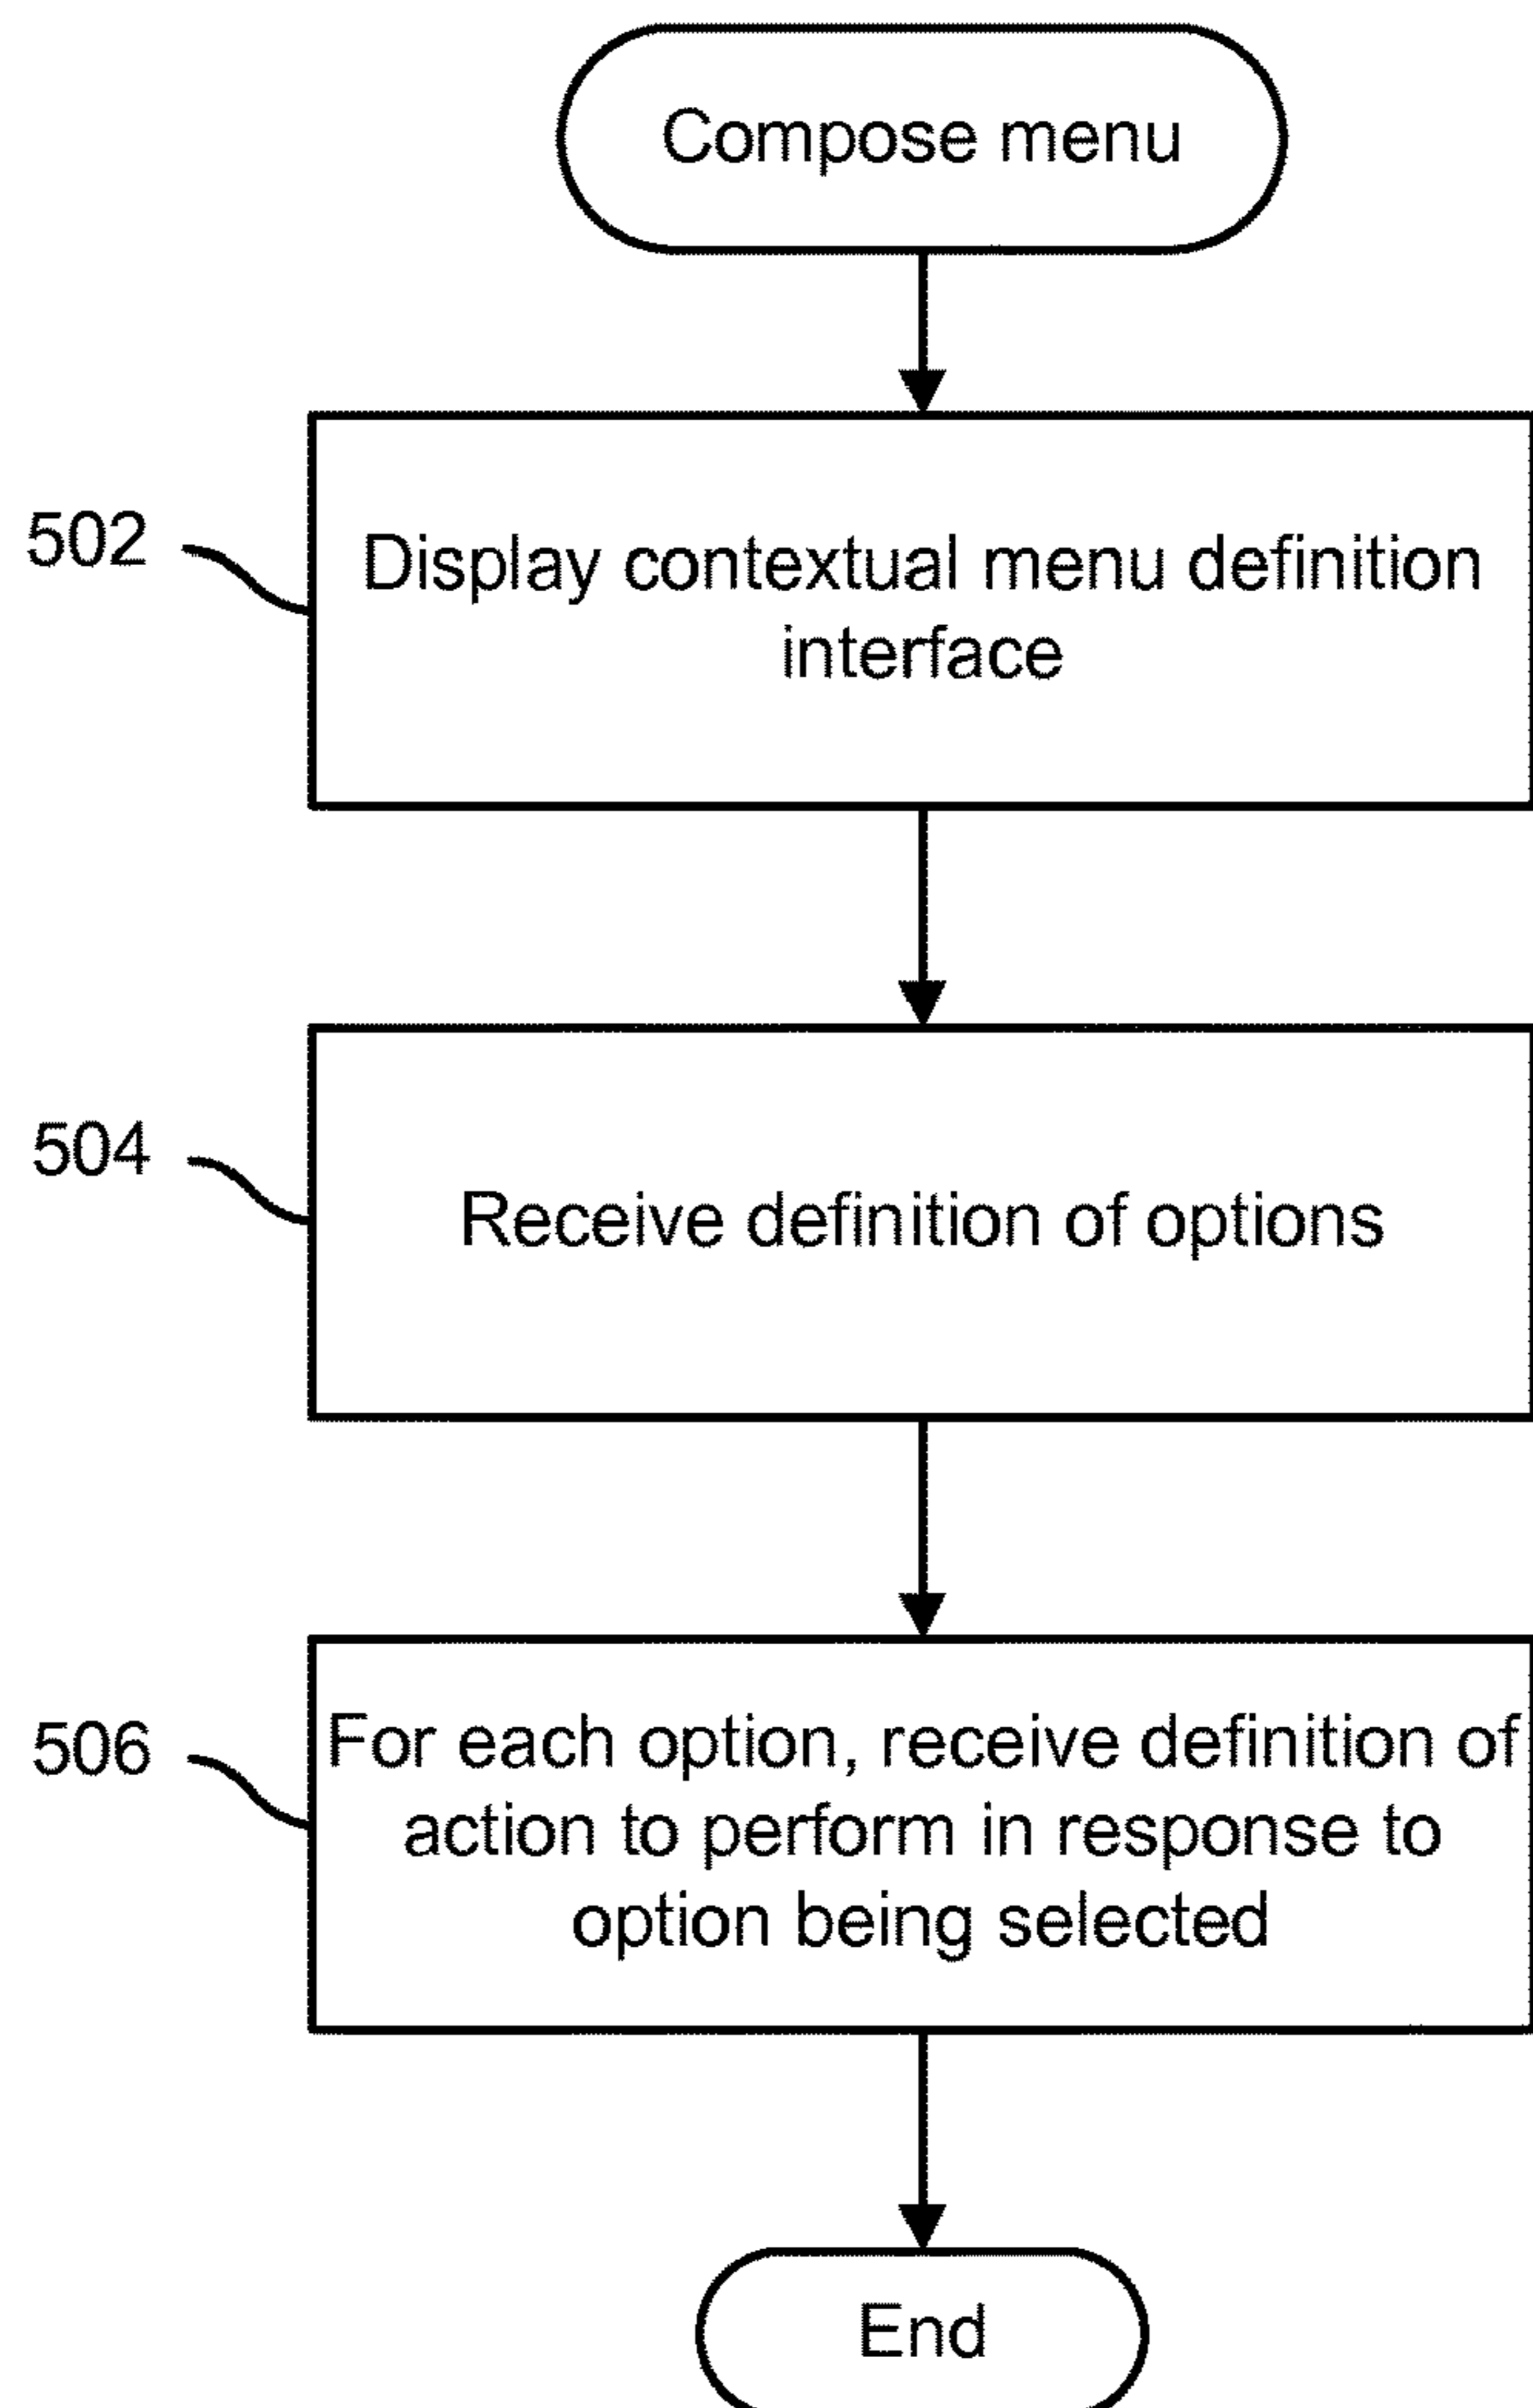 Compose menu
502
Display contextual menu definition
interface
504
Receive definition of options
506
For each option, receive definition of
action to perform in response to
option being selected
End